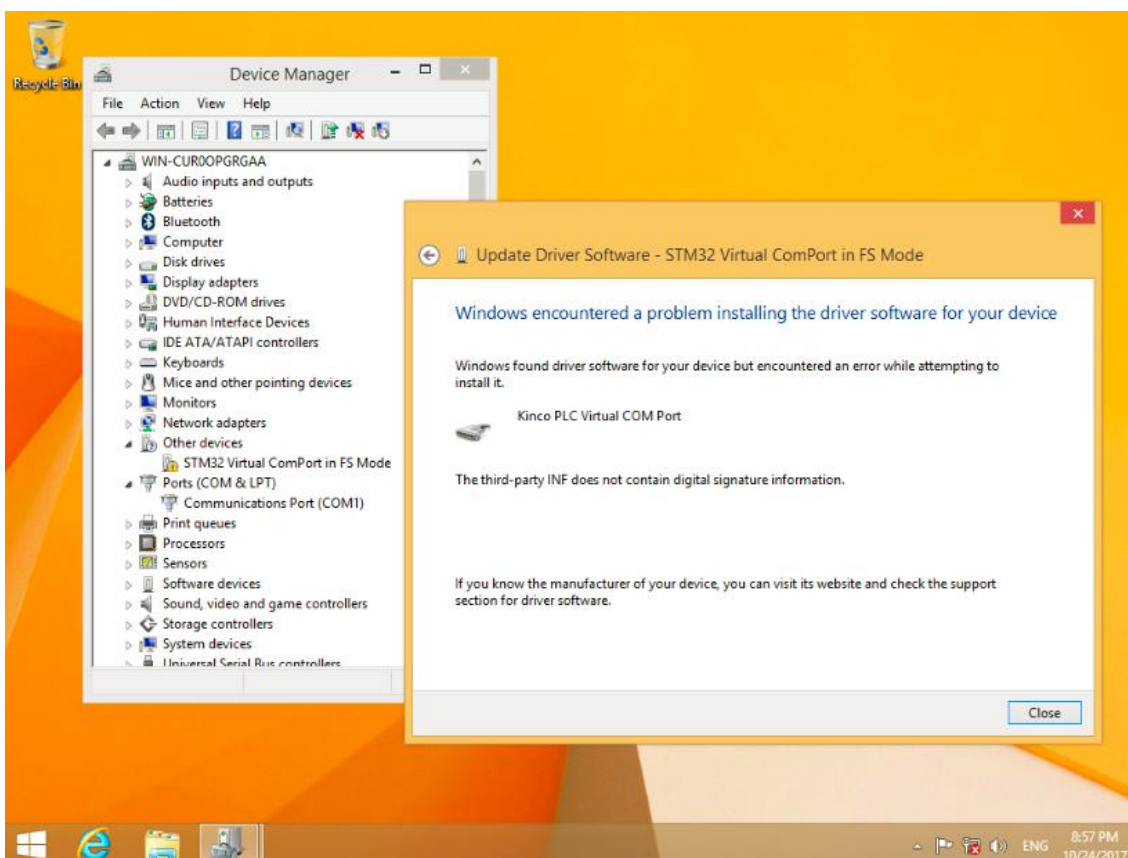 Recycle Bin
Device Manager
File Action View Help
WIN-CUR0OPGRGAA
Audio inputs and outputs
Batteries
Bluetooth
Computer
Disk drives
Display adapters
DVD/CD-ROM drives
Human Interface Devices
IDE ATA/ATAPI controllers
Keyboards
Mice and other pointing devices
Monitors
Network adapters
Other devices
STM32 Virtual ComPort in FS Mode
Ports (COM & LPT)
Communications Port (COM1)
Print queues
Processors
Sensors
Software devices
Sound, video and game controllers
Storage controllers
System devices
Universal Serial Bus controllers
Update Driver Software - STM32 Virtual ComPort in FS Mode
Windows encountered a problem installing the driver software for your device
Windows found driver software for your device but encountered an error while attempting to
install it.
Kinco PLC Virtual COM Port
The third-party INF does not contain digital signature information.
If you know the manufacturer of your device, you can visit its website and check the support
section for driver software.
Close
ENG
8:57 PM
10/24/2017